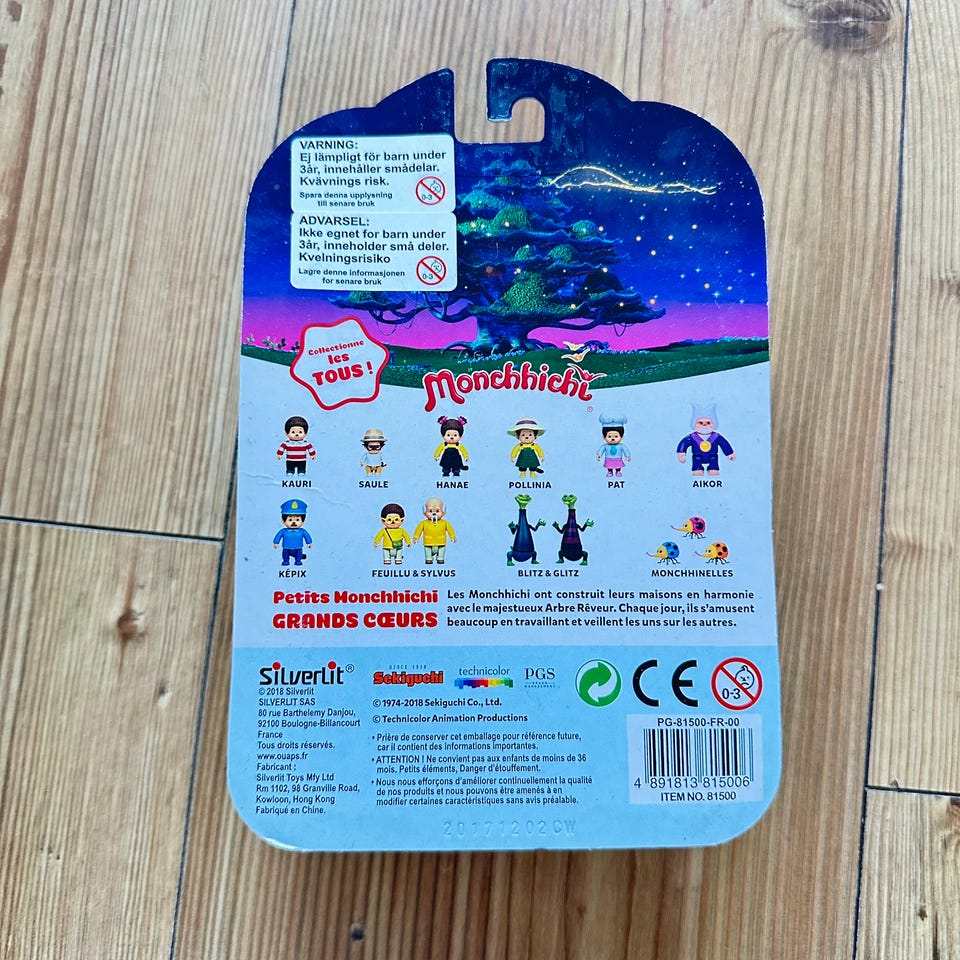 VARNING:
Ej lämpligt för barn under
3år, innehåller smådelar.
Kvävnings risk.
Spara denna upplysning
till senare bruk
0-3
ADVARSEL:
Ikke egnet for barn under
3år, inneholder små deler.
Kvelningsrisiko
Lagre denne informasjonen
for senare bruk
0-3
Collectionne
les
TOUS !
Monchhichi
®
KAURI SAULE HANAE POLLINIA PAT AIKOR
KÉPIX FEUILLU & SYLVUS BLITZ & GLITZ MONCHHINELLES
Petits Monchhichi
GRANDS CŒURS
Les Monchhichi ont construit leurs maisons en harmonie
avec le majestueux Arbre Rêveur. Chaque jour, ils s'amusent
beaucoup en travaillant et veillent les uns sur les autres.
Silverlit®
© 2018 Silverlit
SILVERLIT SAS
80 rue Barthelemy Danjou,
92100 Boulogne-Billancourt
France
Tous droits réservés.
www.ouaps.fr
Fabricant :
Silverlit Toys Mfy Ltd
Rm 1102, 98 Granville Road,
Kowloon, Hong Kong
Fabriqué en Chine.
SINCE 1918
Sekiguchi
technicolor
PGS
©1974-2018 Sekiguchi Co., Ltd.
© Technicolor Animation Productions
• Prière de conserver cet emballage pour référence future,
car il contient des informations importantes.
• ATTENTION ! Ne convient pas aux enfants de moins de 36
mois. Petits éléments, Danger d'étouffement.
• Nous nous efforçons d'améliorer continuellement la qualité
de nos produits et nous pouvons être amenés à en
modifier certaines caractéristiques sans avis préalable.
CE
0-3
PG-81500-FR-00
4 891813 815006
ITEM NO. 81500
20171202CW